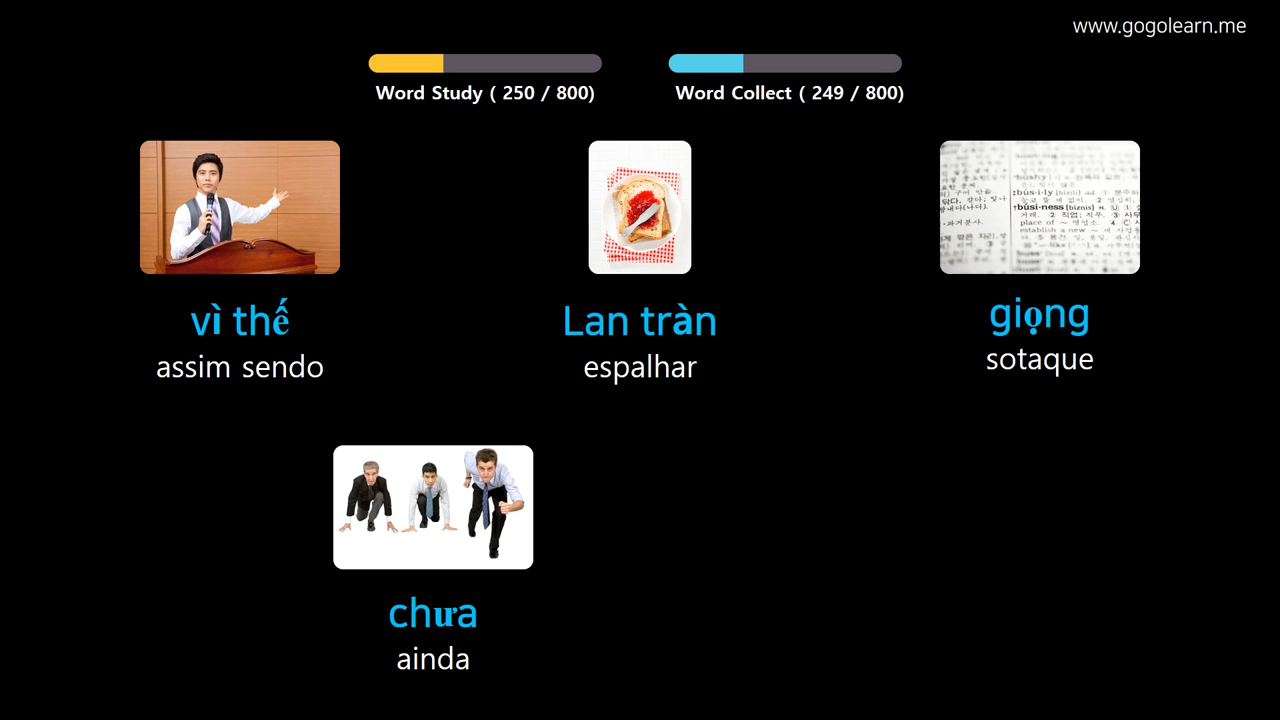 www.gogolearn.me
Word Study ( 250 / 800)
Word Collect ( 249 / 800)
vì thế
assim sendo
Lan tràn
espalhar
giọng
sotaque
chưa
ainda